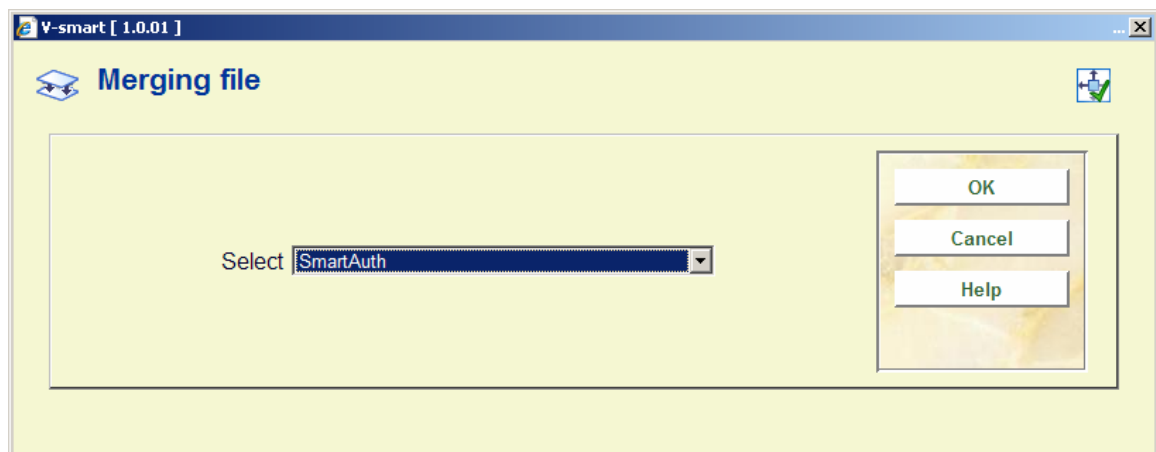 V-smart [ 1.0.01 ]
...
Merging file
OK
Cancel
Select SmartAuth
Help